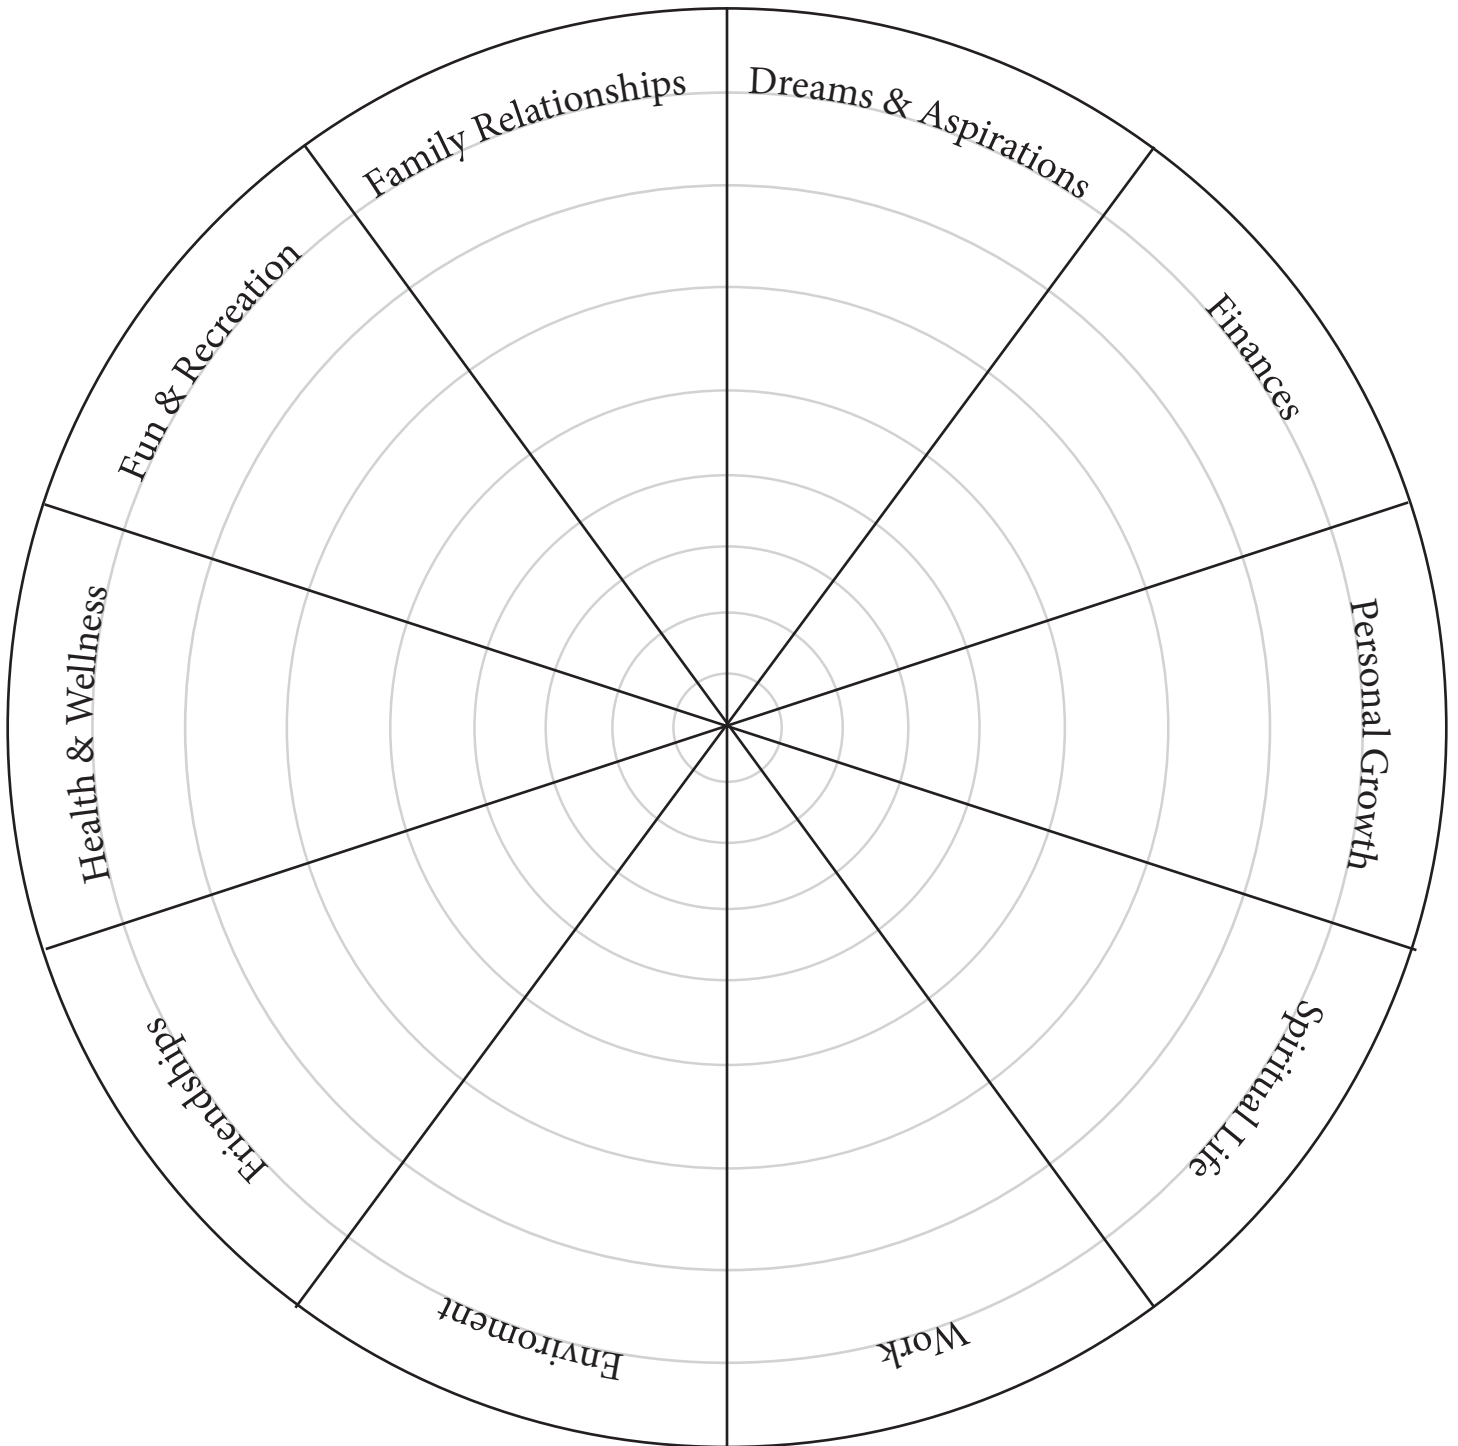 Dreams & Aspirations
Finances
Personal Growth
Spiritual Life
Work
Enviroment
Friendships
Health & Wellness
Fun & Recreation
Family Relationships